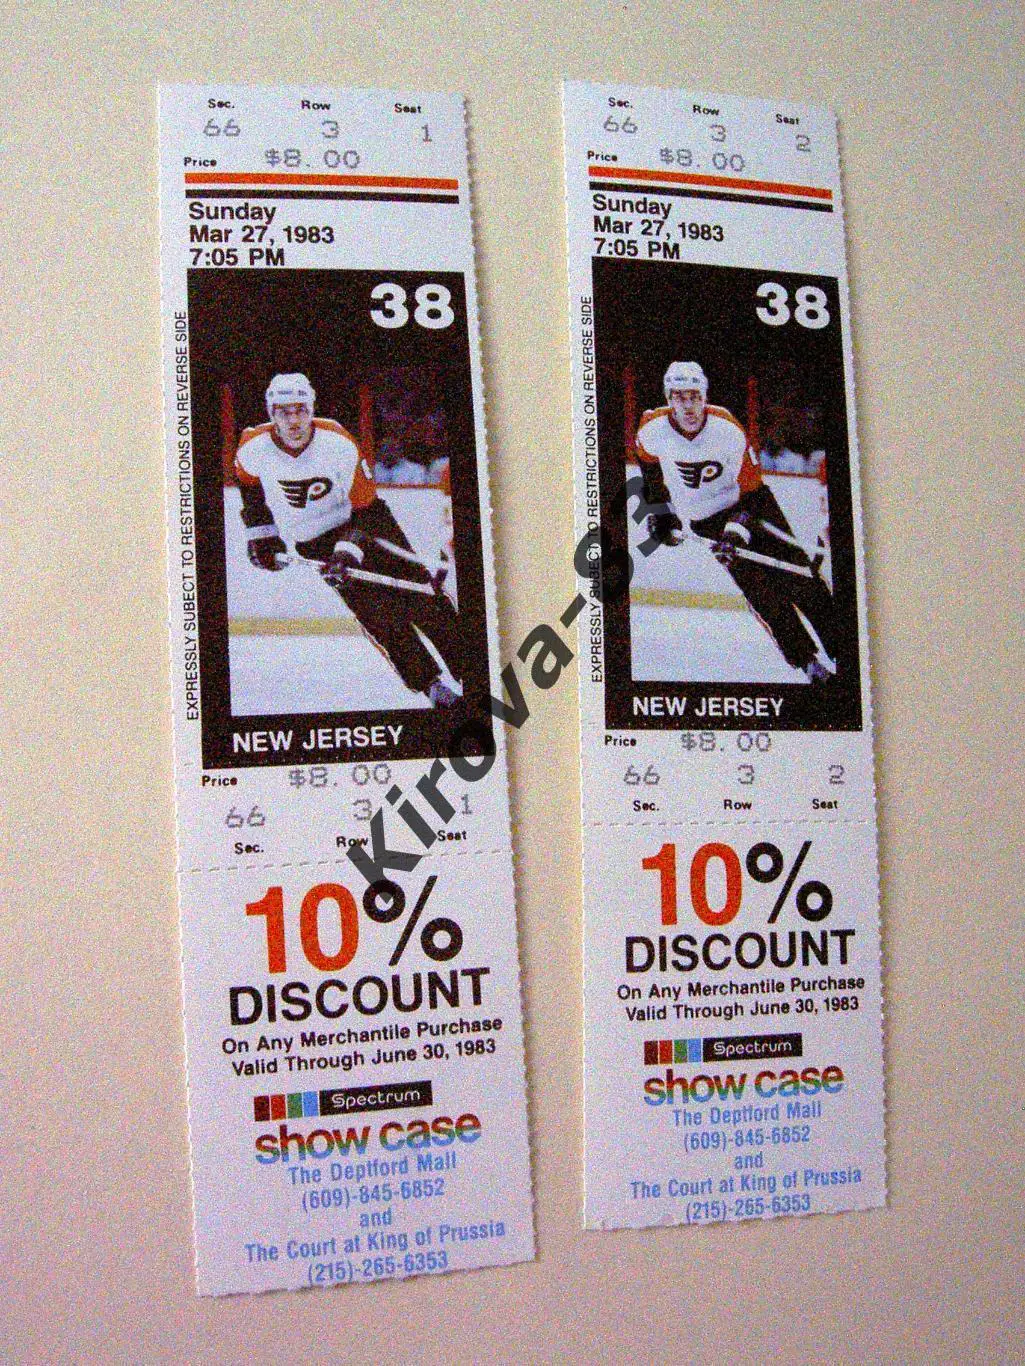 Sec. Row Seat
66 3 1
Price $8.00
Sunday
Mar 27, 1983
7:05 PM
38
EXPRESSLY SUBECT TO RESTRICTIONS ON REVERSE SIDE
NEW JERSEY
Price $8.00
66 3 1
Sec. Row Seat
10%
DISCOUNT
On Any Merchantile Purchase
Valid Through June 30, 1983
Spectrum
show case
The Deptford Mall
(609)-845-6852
and
The Court at King of Prussia
(215)-265-6353
Sec. Row Seat
66 3 2
Price $8.00
Sunday
Mar 27, 1983
7:05 PM
38
EXPRESSLY SUBECT TO RESTRICTIONS ON REVERSE SIDE
NEW JERSEY
Price $8.00
66 3 2
Sec. Row Seat
10%
DISCOUNT
On Any Merchantile Purchase
Valid Through June 30, 1983
Spectrum
show case
The Deptford Mall
(609)-845-6852
and
The Court at King of Prussia
(215)-265-6353
Kirova-83